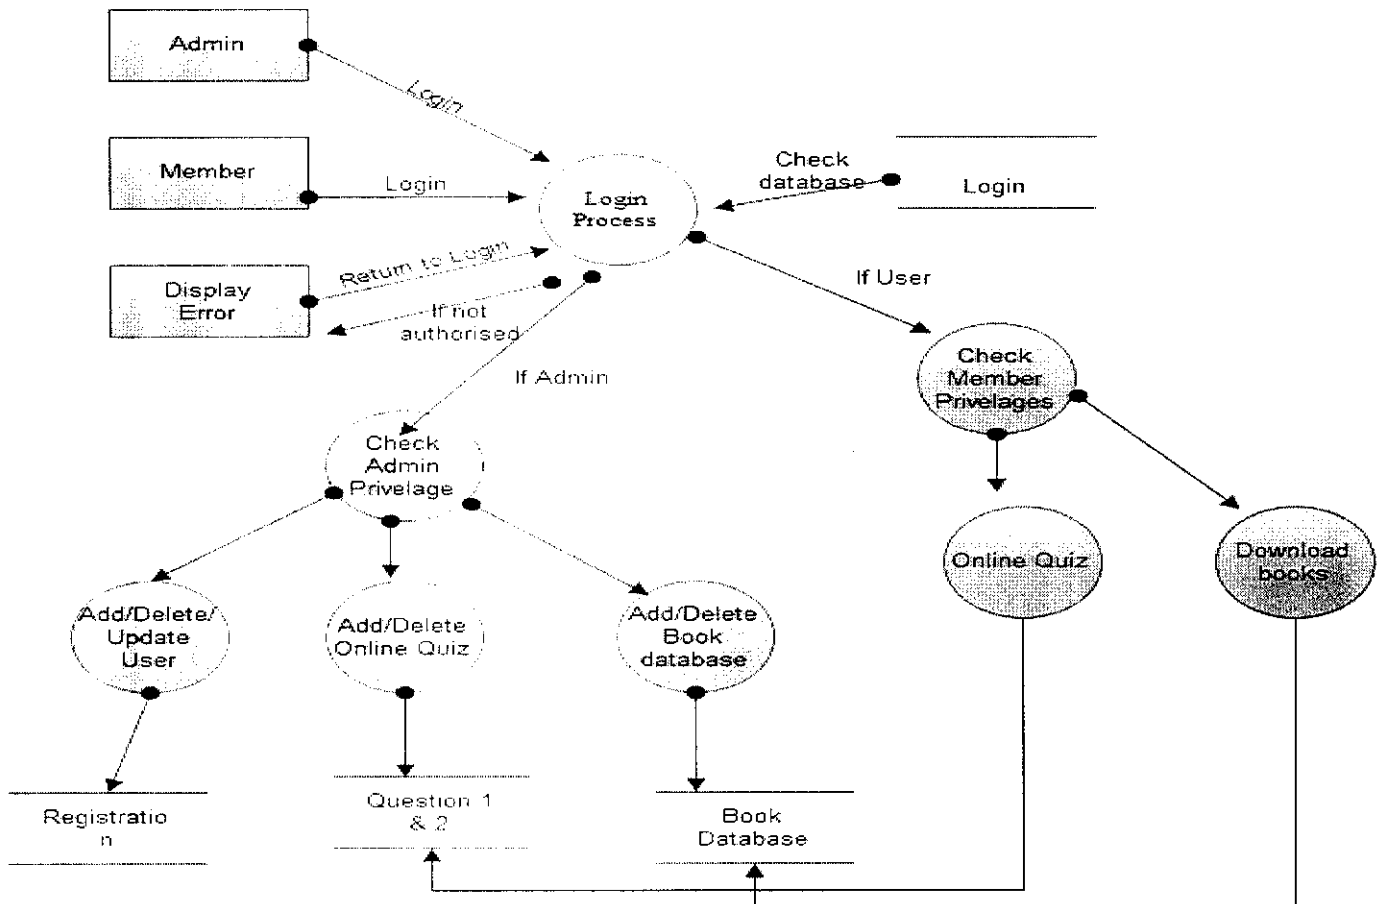 Admin
Login
Member
Login
Check
database
Login
Login
Process
Return to Login
Display
Error
If not
authorised
If User
If Admin
Check
Member
Privelages
Check
Admin
Privelage
Online Quiz
Download
books
Add/Delete/
Update
User
Add/Delete
Online Quiz
Add/Delete
Book
database
Registratio
n
Question 1
& 2
Book
Database